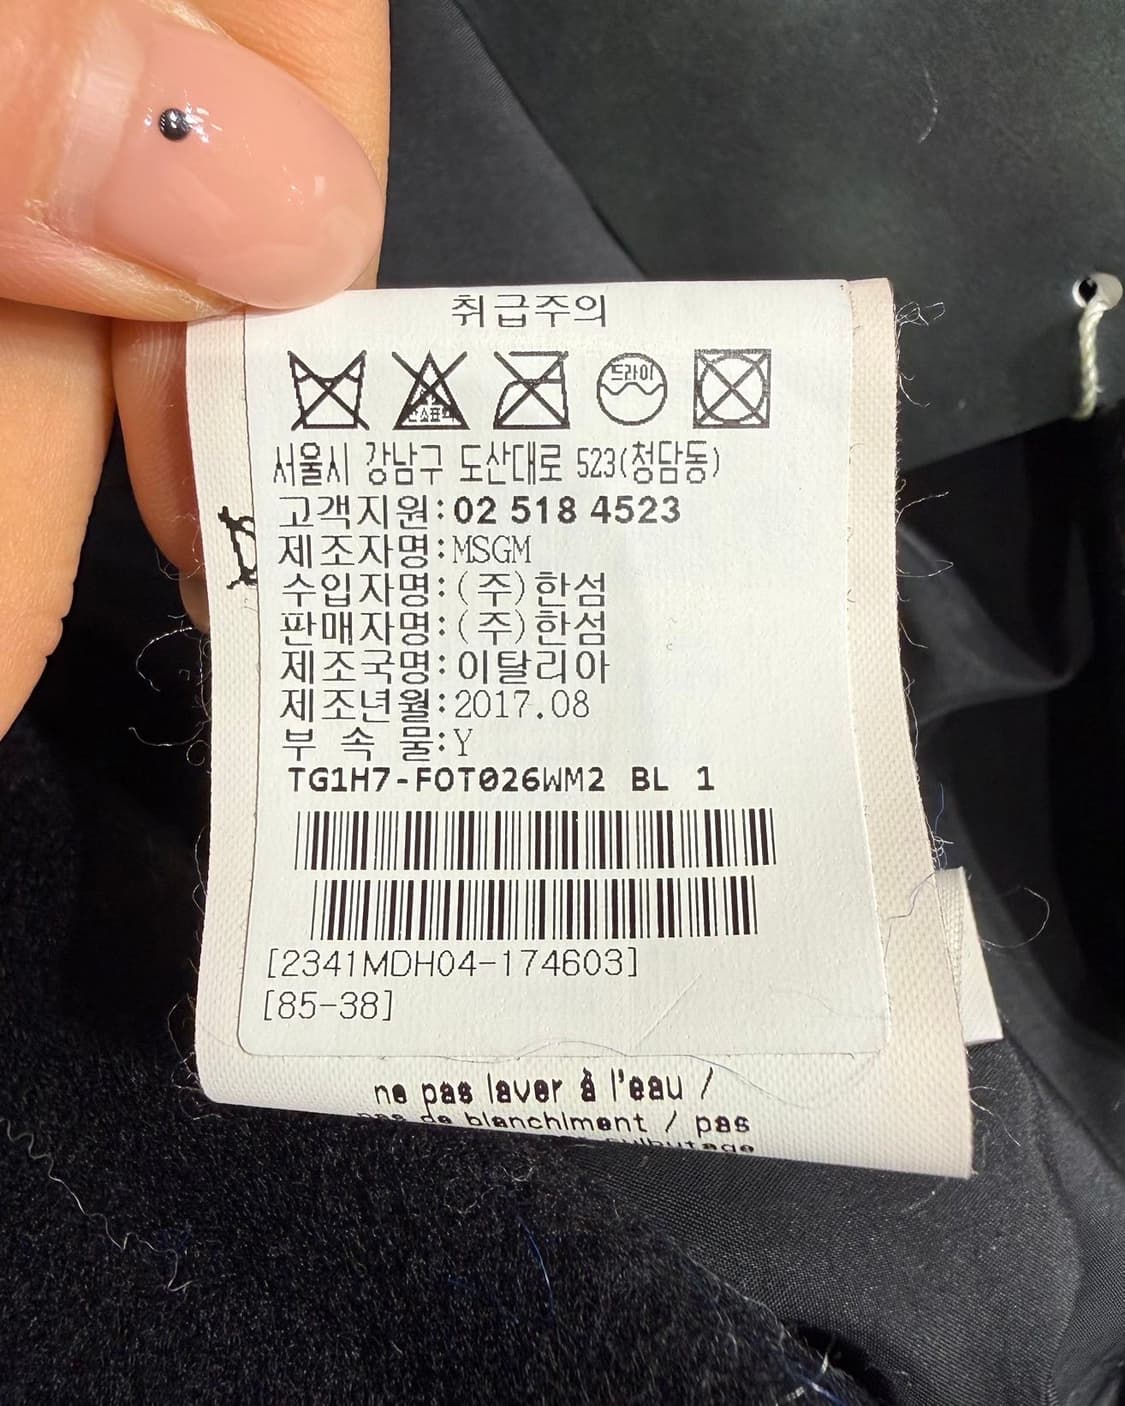 취급주의
드라이
서울시 강남구 도산대로 523(청담동)
고객지원:02 518 4523
제조자명:MSGM
수입자명:(주)한섬
판매자명:(주)한섬
제조국명:이탈리아
제조년월:2017.08
부 속 물:Y
TG1H7-FOT026WM2 BL 1
[2341MDH04-174603]
[85-38]
ne pas laver à l'eau /
pas de blanchiment / pas